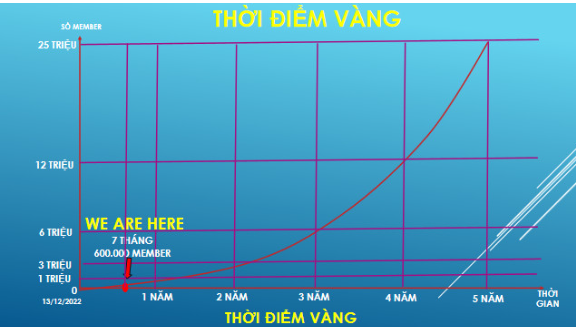 THỜI ĐIỂM VÀNG
SỐ MEMBER
25 TRIỆU
12 TRIỆU
WE ARE HERE
7 THÁNG
600.000 MEMBER
6 TRIỆU
3 TRIỆU
1 TRIỆU
0
13/12/2022
1 NĂM
2 NĂM
3 NĂM
4 NĂM
5 NĂM
THỜI
GIAN
THỜI ĐIỂM VÀNG